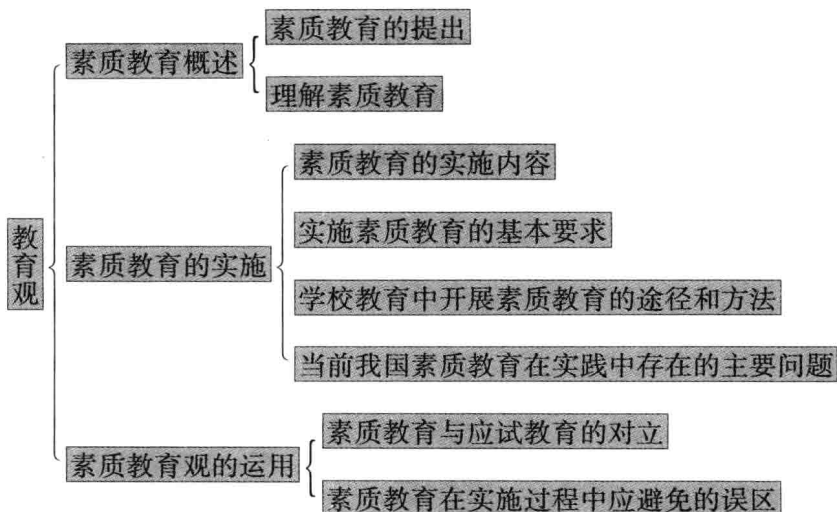 教育观
素质教育概述
素质教育的提出
理解素质教育
素质教育的实施
素质教育的实施内容
实施素质教育的基本要求
学校教育中开展素质教育的途径和方法
当前我国素质教育在实践中存在的主要问题
素质教育观的运用
素质教育与应试教育的对立
素质教育在实施过程中应避免的误区